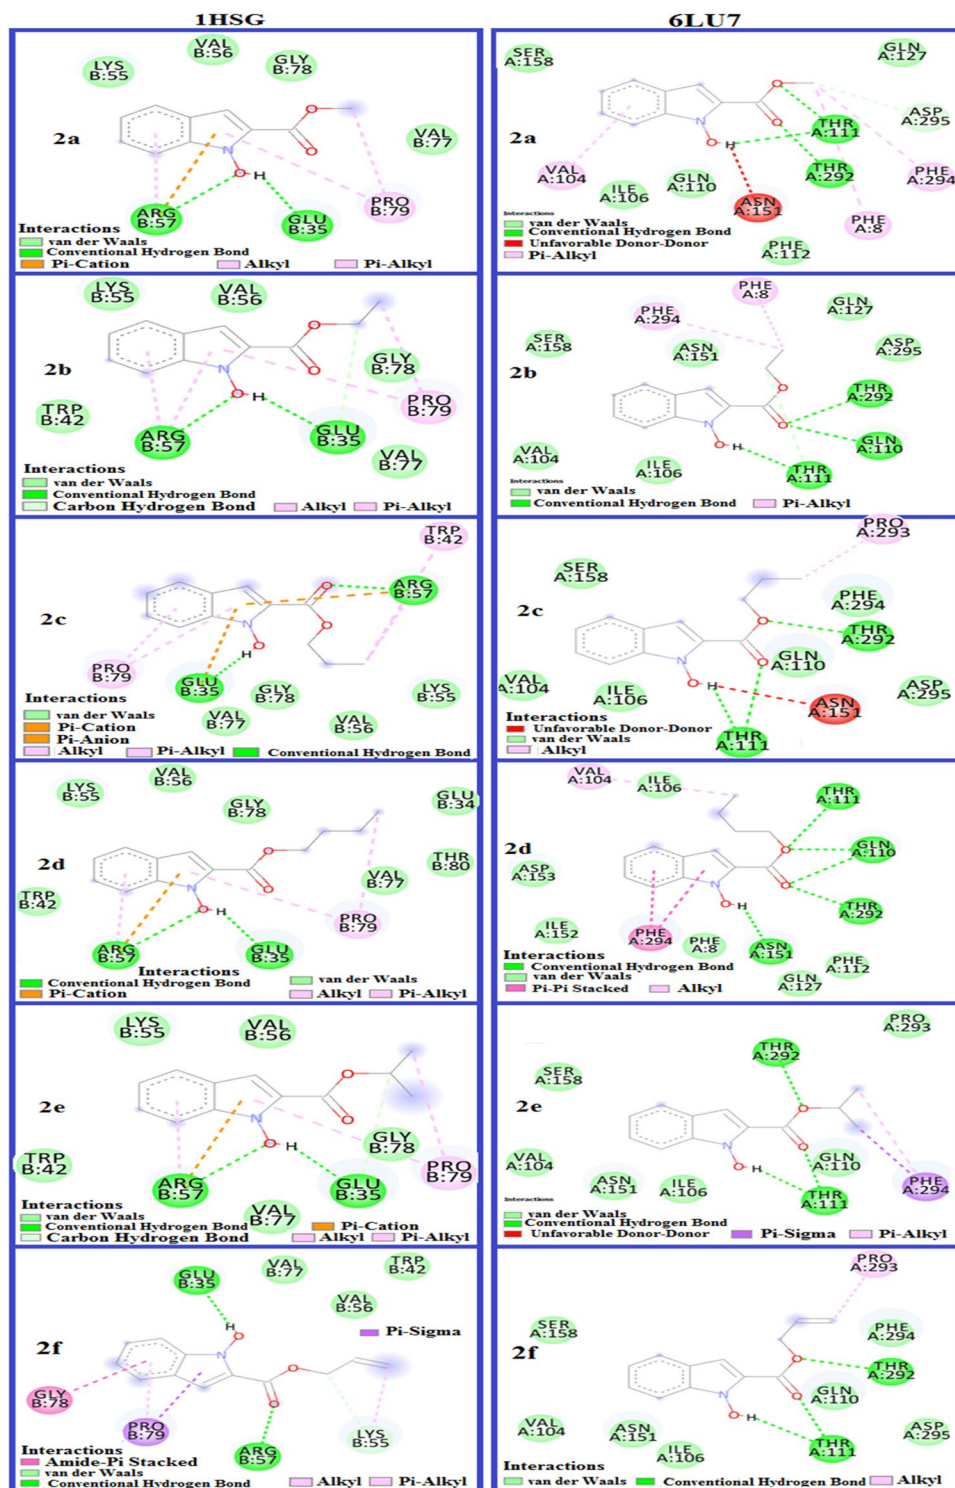 1HSG
6LU7
SER
A:158
GLN
A:127
VAL
B:56
LYS
B:55
GLY
B:78
2a
VAL
B:77
O
O
N
O
H
ARG
B:57
GLU
B:35
PRO
B:79
Interactions
van der Waals
Conventional Hydrogen Bond
Pi-Cation
Alkyl
Pi-Alkyl
2a
O
O
N
O
H
THR
A:111
ASP
A:295
THR
A:292
PHE
A:294
VAL
A:104
ILE
A:106
GLN
A:110
ASN
A:151
PHE
A:8
PHE
A:112
Interactions
van der Waals
Conventional Hydrogen Bond
Unfavorable Donor-Donor
Pi-Alkyl
LYS
B:55
VAL
B:56
2b
O
O
N
O
H
GLY
B:78
PRO
B:79
TRP
B:42
ARG
B:57
GLU
B:35
VAL
B:77
Interactions
van der Waals
Conventional Hydrogen Bond
Carbon Hydrogen Bond
Alkyl
Pi-Alkyl
PHE
A:8
PHE
A:294
GLN
A:127
SER
A:158
ASN
A:151
ASP
A:295
2b
O
O
N
O
H
THR
A:292
GLN
A:110
VAL
A:104
ILE
A:106
THR
A:111
Interactions
van der Waals
Conventional Hydrogen Bond
Pi-Alkyl
TRP
B:42
ARG
B:57
2c
O
O
N
O
H
PRO
B:79
GLU
B:35
GLY
B:78
LYS
B:55
VAL
B:77
VAL
B:56
Interactions
van der Waals
Pi-Cation
Pi-Anion
Alkyl
Pi-Alkyl
Conventional Hydrogen Bond
PRO
A:293
SER
A:158
2c
PHE
A:294
THR
A:292
O
O
N
O
H
GLN
A:110
VAL
A:104
ILE
A:106
ASP
A:295
ASN
A:151
THR
A:111
Interactions
Unfavorable Donor-Donor
van der Waals
Alkyl
LYS
B:55
VAL
B:56
GLY
B:78
GLU
B:34
2d
O
O
N
O
H
THR
B:80
VAL
B:77
TRP
B:42
PRO
B:79
ARG
B:57
GLU
B:35
Interactions
Conventional Hydrogen Bond
van der Waals
Pi-Cation
Alkyl
Pi-Alkyl
VAL
A:104
ILE
A:106
THR
A:111
2d
O
O
N
O
H
GLN
A:110
ASP
A:153
THR
A:292
ILE
A:152
PHE
A:294
PHE
A:8
ASN
A:151
PHE
A:112
GLN
A:127
Interactions
Conventional Hydrogen Bond
van der Waals
Pi-Pi Stacked
Alkyl
LYS
B:55
VAL
B:56
2e
O
O
N
O
H
GLY
B:78
TRP
B:42
PRO
B:79
ARG
B:57
GLU
B:35
VAL
B:77
Interactions
van der Waals
Conventional Hydrogen Bond
Pi-Cation
Carbon Hydrogen Bond
Alkyl
Pi-Alkyl
PRO
A:293
THR
A:292
SER
A:158
2e
O
O
N
O
H
VAL
A:104
ASN
A:151
ILE
A:106
GLN
A:110
THR
A:111
PHE
A:294
Interactions
van der Waals
Conventional Hydrogen Bond
Unfavorable Donor-Donor
Pi-Sigma
Pi-Alkyl
GLU
B:35
VAL
B:77
TRP
B:42
VAL
B:56
Pi-Sigma
2f
H
O
N
O
O
GLY
B:78
PRO
B:79
ARG
B:57
LYS
B:55
Interactions
Amide-Pi Stacked
van der Waals
Conventional Hydrogen Bond
Alkyl
Pi-Alkyl
PRO
A:293
SER
A:158
PHE
A:294
2f
O
O
N
O
H
THR
A:292
GLN
A:110
VAL
A:104
ASN
A:151
ILE
A:106
THR
A:111
ASP
A:295
Interactions
van der Waals
Conventional Hydrogen Bond
Alkyl